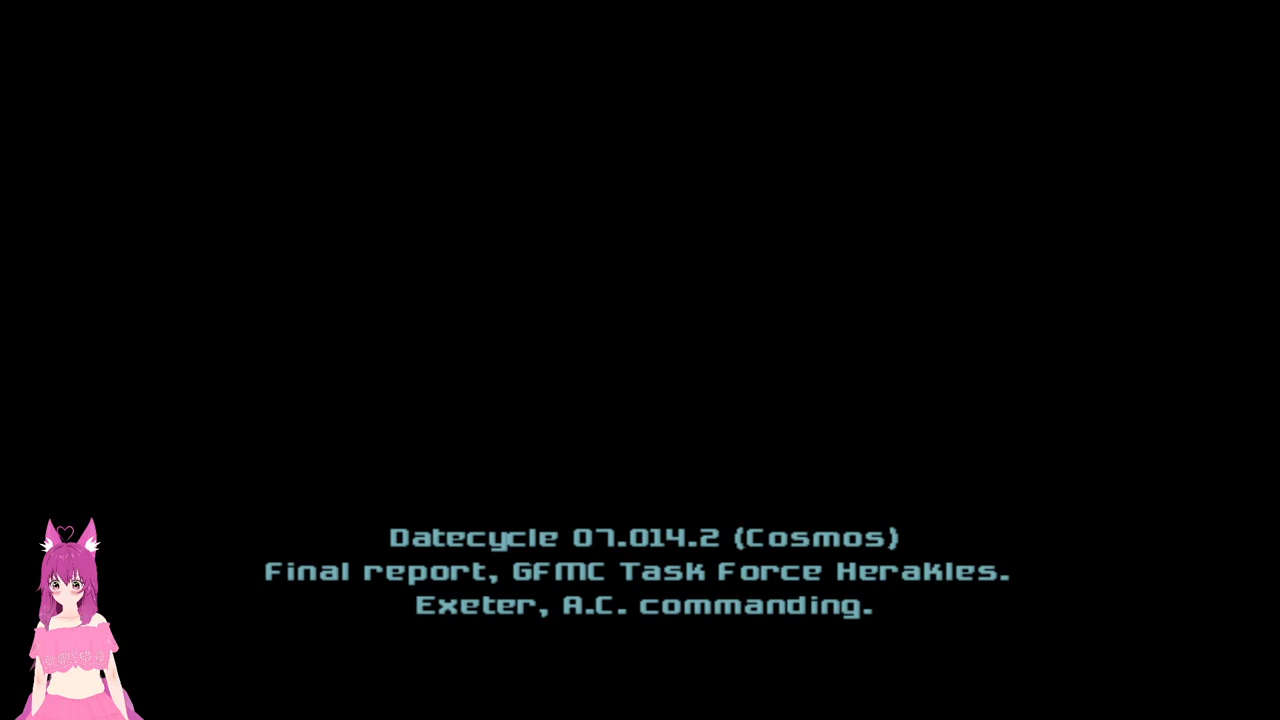 Datecycle 07.014.2 (Cosmos)
Final report, GFMC Task Force Herakles.
Exeter, A.C. commanding.